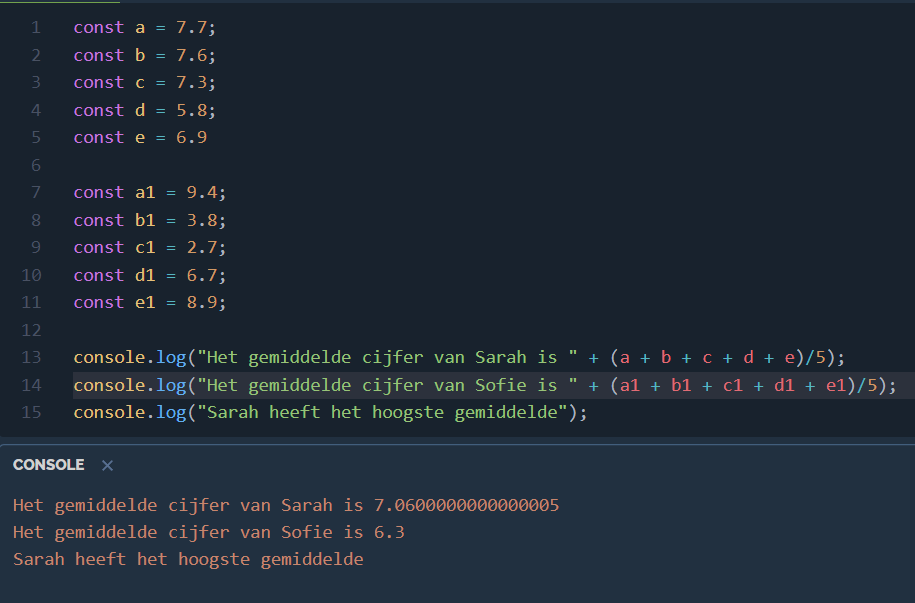 1 const a = 7.7;
2 const b = 7.6;
3 const c = 7.3;
4 const d = 5.8;
5 const e = 6.9
6
7 const a1 = 9.4;
8 const b1 = 3.8;
9 const c1 = 2.7;
10 const d1 = 6.7;
11 const e1 = 8.9;
12
13 console.log("Het gemiddelde cijfer van Sarah is " + (a + b + c + d + e)/5);
14 console.log("Het gemiddelde cijfer van Sofie is " + (a1 + b1 + c1 + d1 + e1)/5);
15 console.log("Sarah heeft het hoogste gemiddelde");
CONSOLE ×
Het gemiddelde cijfer van Sarah is 7.0600000000000005
Het gemiddelde cijfer van Sofie is 6.3
Sarah heeft het hoogste gemiddelde